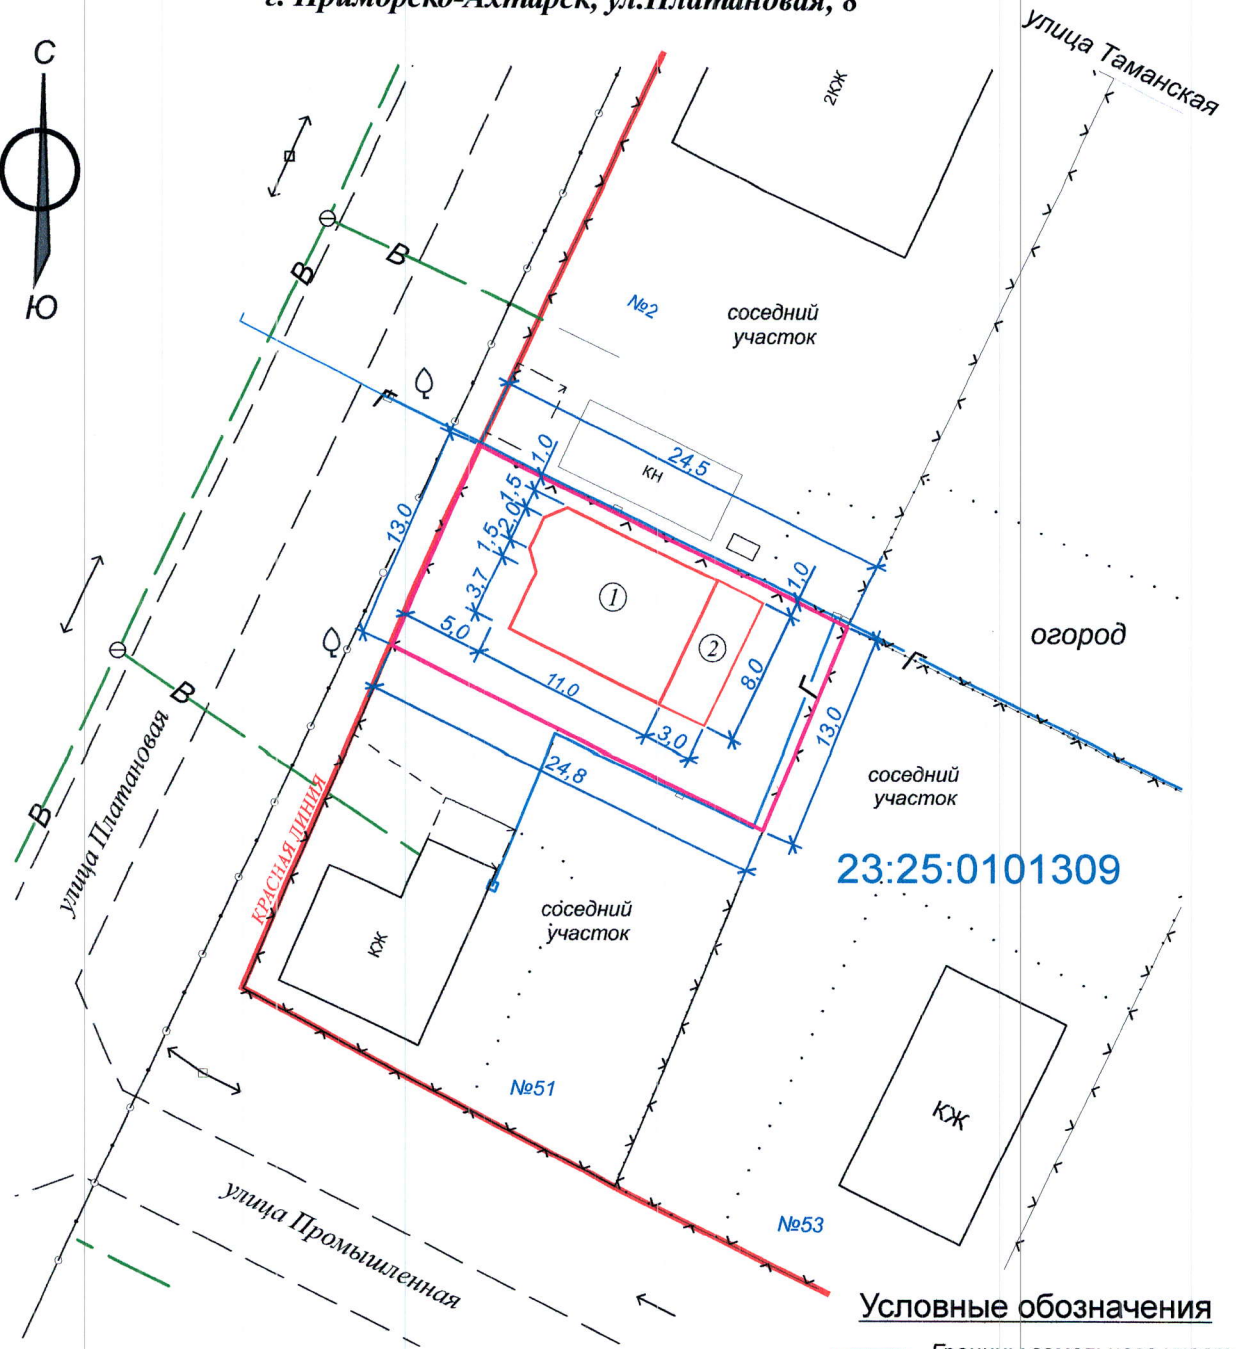 г. Приморско-Ахтарск, ул.Платановая, 8
улица Таманская
С
Ю
2КЖ
В
В
№2
соседний
участок
Г
1,0
24,5
кн
1,5
2,0
1,5
13,0
3,7
1
1,0
5,0
2
огород
Г
11,0
8,0
Г
В
3,0
13,0
24,8
улица Платановая
соседний
участок
В
КРАСНАЯ ЛИНИЯ
23:25:0101309
соседний
участок
КЖ
№51
КЖ
улица Промышленная
№53
Условные обозначения